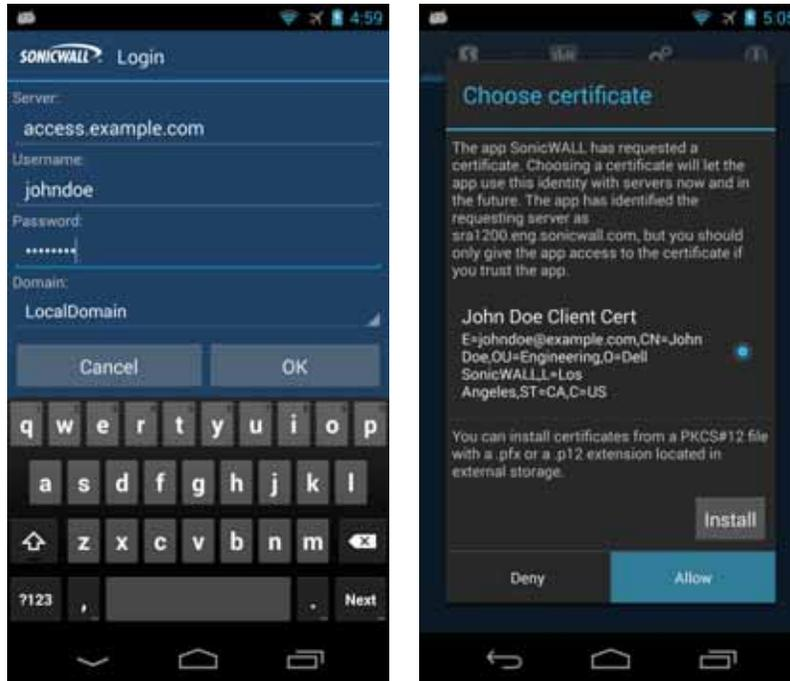 4:59
SONICWALL Login
Server:
access.example.com
Username:
johndoe
Password:
••••••••
Domain:
LocalDomain
Cancel OK
q w e r t y u i o p
a s d f g h j k l
z x c v b n m
?123 , . Next
5:05
Choose certificate
The app SonicWALL has requested a
certificate. Choosing a certificate will let the
app use this identity with servers now and in
the future. The app has identified the
requesting server as
sra1200.eng.sonicwall.com, but you should
only give the app access to the certificate if
you trust the app.
John Doe Client Cert
E=johndoe@example.com,CN=John
Doe,OU=Engineering,O=Dell
SonicWALL,L=Los
Angeles,ST=CA,C=US
You can install certificates from a PKCS#12 file
with a .pfx or a .p12 extension located in
external storage.
Install
Deny Allow